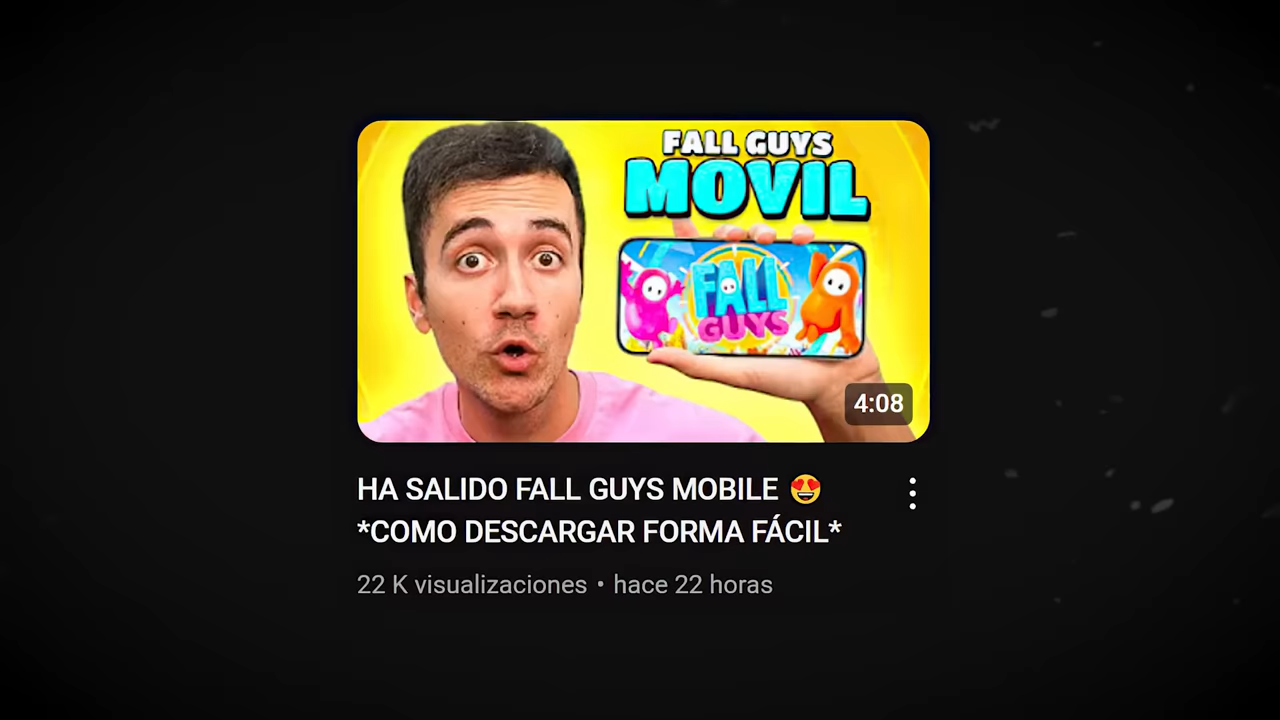 FALL GUYS
MOVIL
FALL
GUYS
4:08
HA SALIDO FALL GUYS MOBILE 😍
*COMO DESCARGAR FORMA FÁCIL*
22 K visualizaciones • hace 22 horas